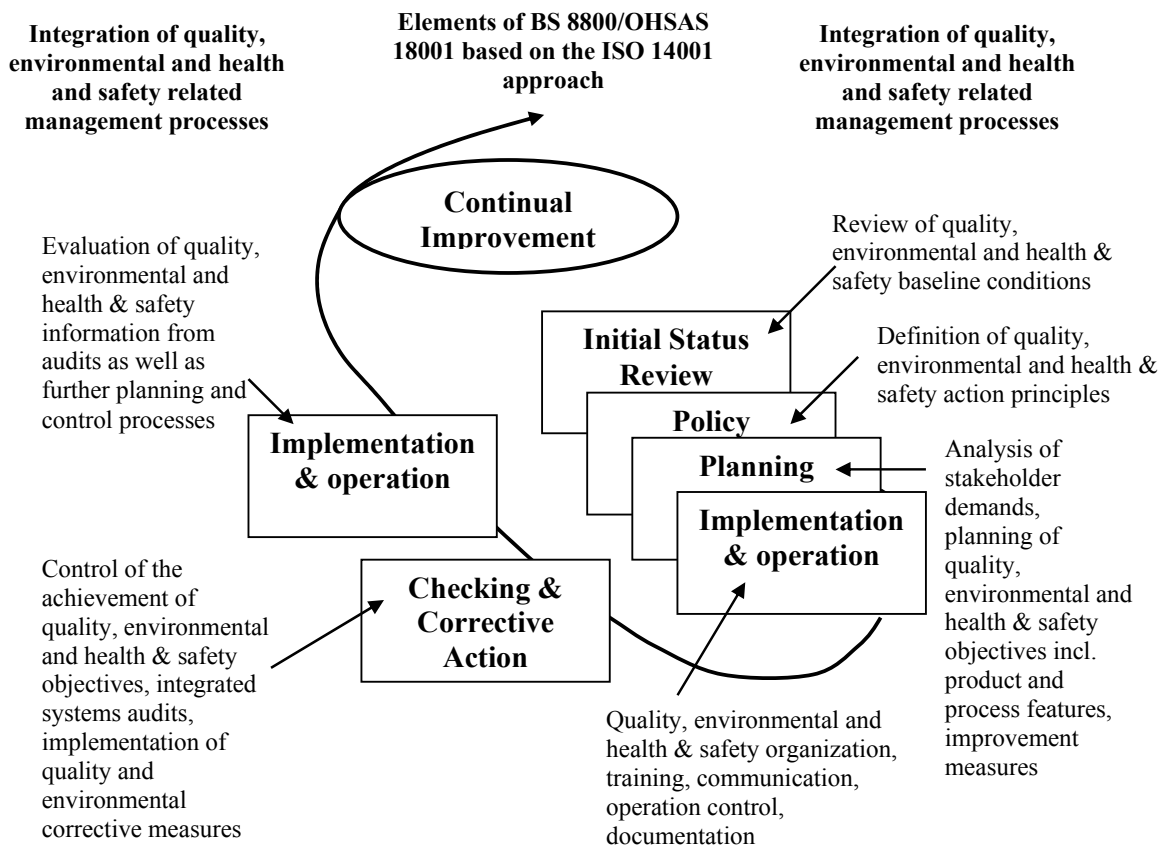 Integration of quality,
environmental and health
and safety related
management processes
Elements of BS 8800/OHSAS
18001 based on the ISO 14001
approach
Integration of quality,
environmental and health
and safety related
management processes
Continual
Improvement
Evaluation of quality,
environmental and
health & safety
information from
audits as well as
further planning and
control processes
Review of quality,
environmental and health &
safety baseline conditions
Initial Status
Review
Definition of quality,
environmental and health &
safety action principles
Policy
Implementation
& operation
Planning
Analysis of
stakeholder
demands,
planning of
quality,
environmental and
health & safety
objectives incl.
product and
process features,
improvement
measures
Implementation
& operation
Control of the
achievement of
quality, environmental
and health & safety
objectives, integrated
systems audits,
implementation of
quality and
environmental
corrective measures
Checking &
Corrective
Action
Quality, environmental and
health & safety organization,
training, communication,
operation control,
documentation